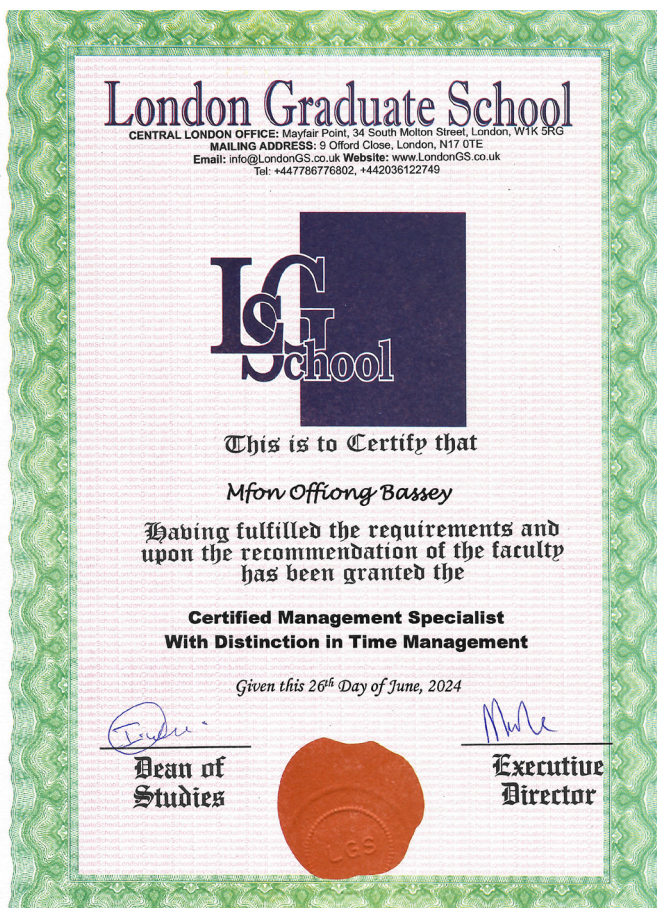 London Graduate School
CENTRAL LONDON OFFICE: Mayfair Point, 34 South Molton Street, London, W1K 5RG
MAILING ADDRESS: 9 Offord Close, London, N17 0TE
Email: info@LondonGS.co.uk Website: www.LondonGS.co.uk
Tel: +447786776802, +442036122749
LGS
School
This is to Certify that
Mfon Offiong Bassey
Having fulfilled the requirements and
upon the recommendation of the faculty
has been granted the
Certified Management Specialist
With Distinction in Time Management
Given this 26th Day of June, 2024
Dean of
Studies
Executive
Director
LGS